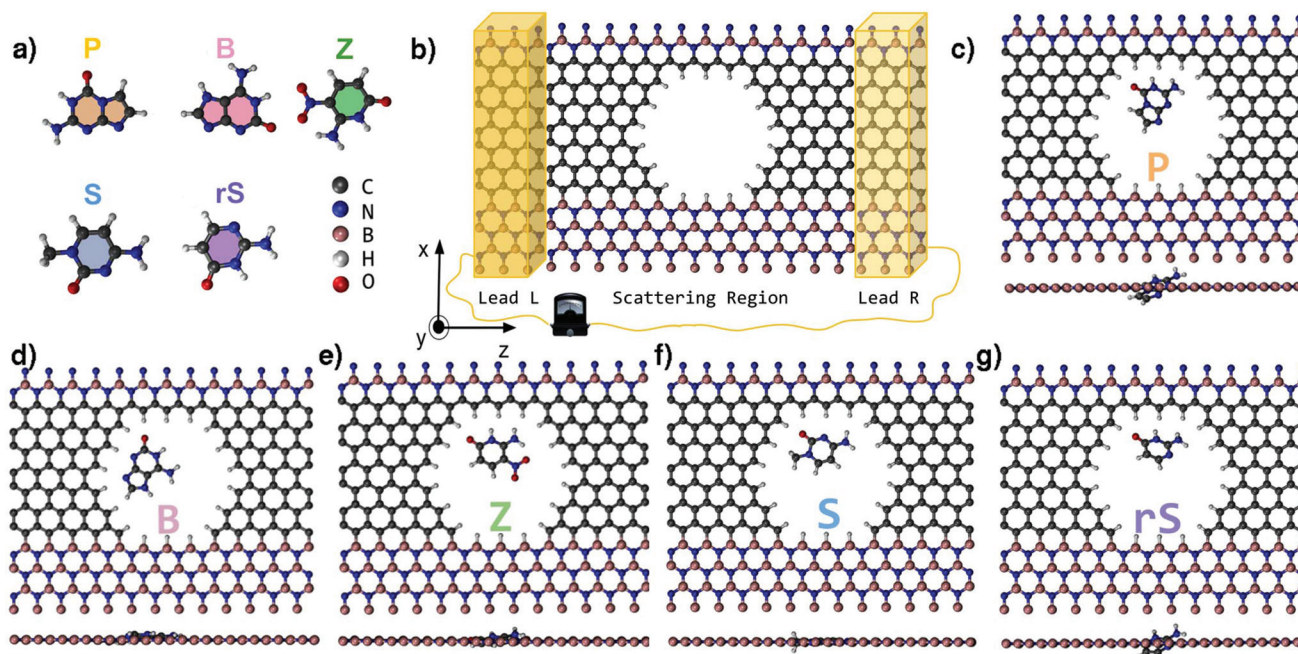 a)
P
B
Z
S
rS
C
N
B
H
O
b)
x
y
z
Lead L
Scattering Region
Lead R
c)
P
d)
B
e)
Z
f)
S
g)
rS